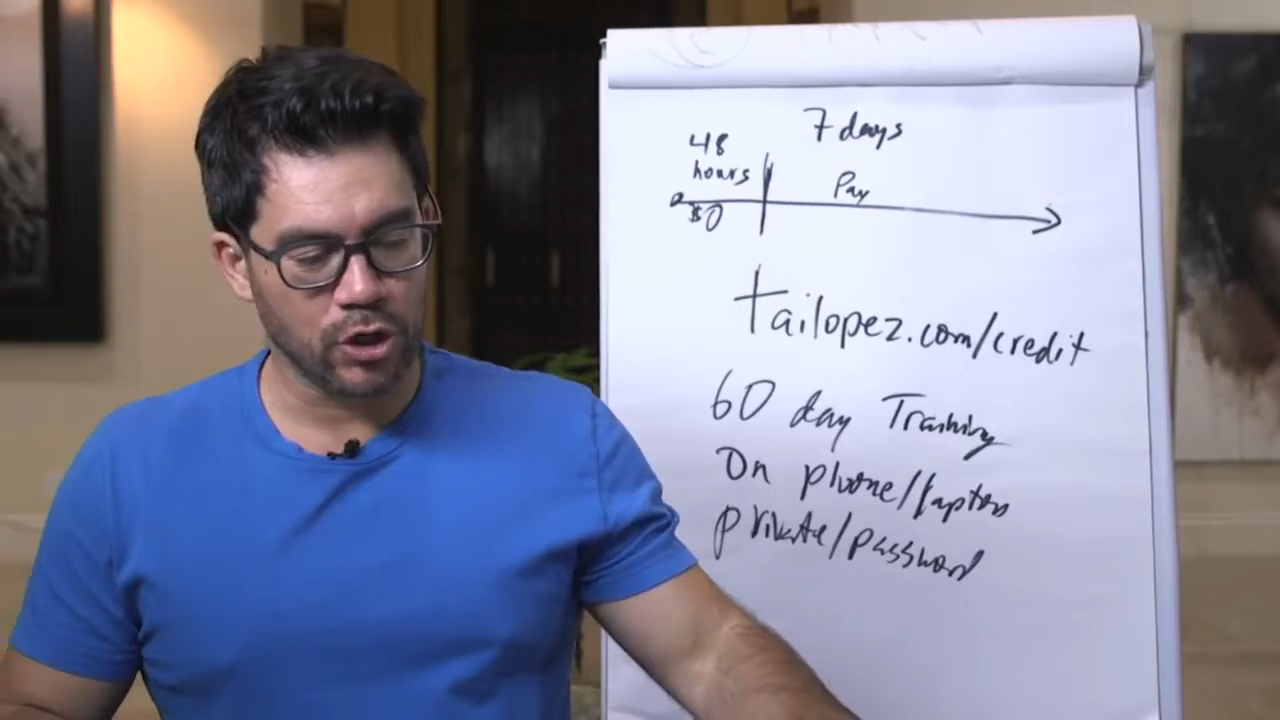 7 days
48
hours
Pay
$0
tailopez.com/credit
60 day Training
On phone/laptop
private/password